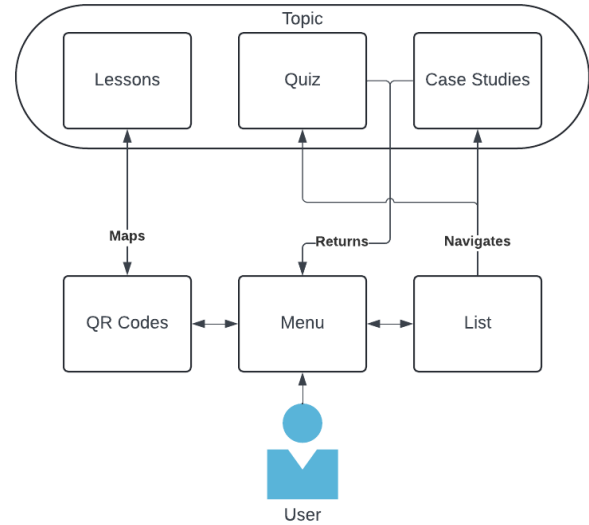 Topic
Lessons
Quiz
Case Studies
Maps
Returns
Navigates
QR Codes
Menu
List
User